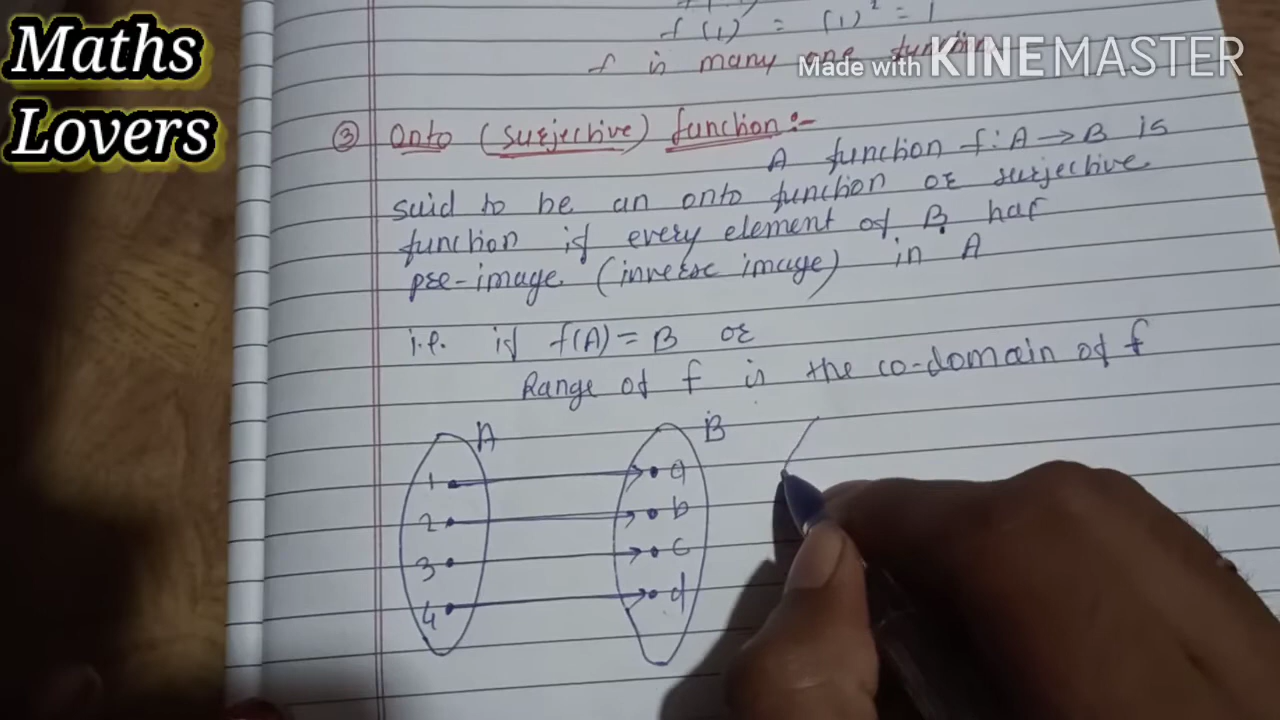 Maths
Lovers
f(1) = (1)² = 1
f is many one function
Made with KINEMASTER
③ Onto (Surjective) function:-
A function f: A → B is
said to be an onto function or surjective
function if every element of B has
pre-image (inverse image) in A
i.e. if f(A) = B or
Range of f is the co-domain of f
A B
1 a
2 b
3 c
4 d